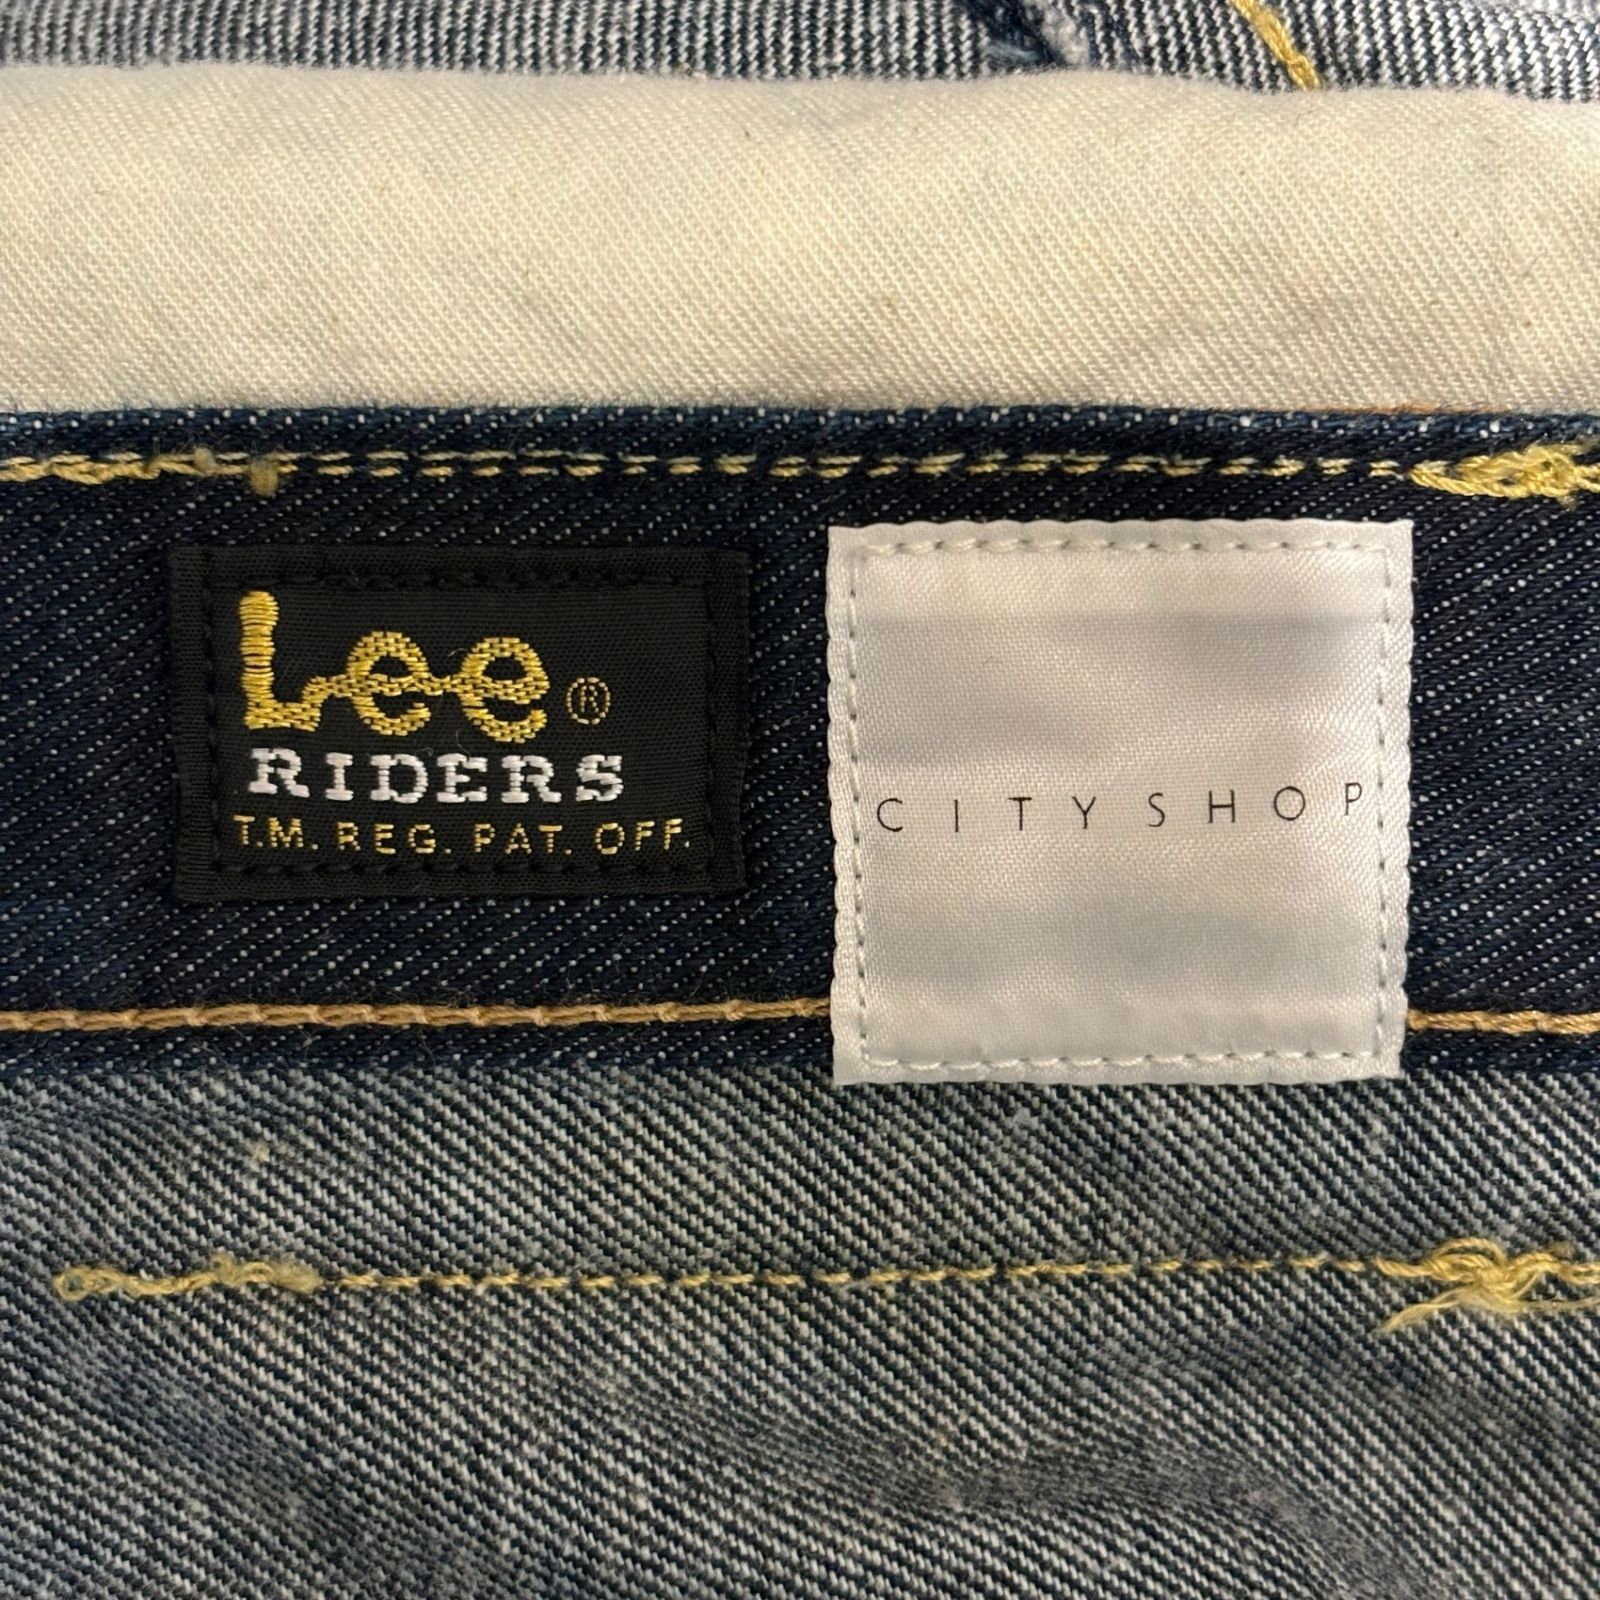 Lee®
RIDERS
T.M. REG. PAT. OFF.
CITYSHOP